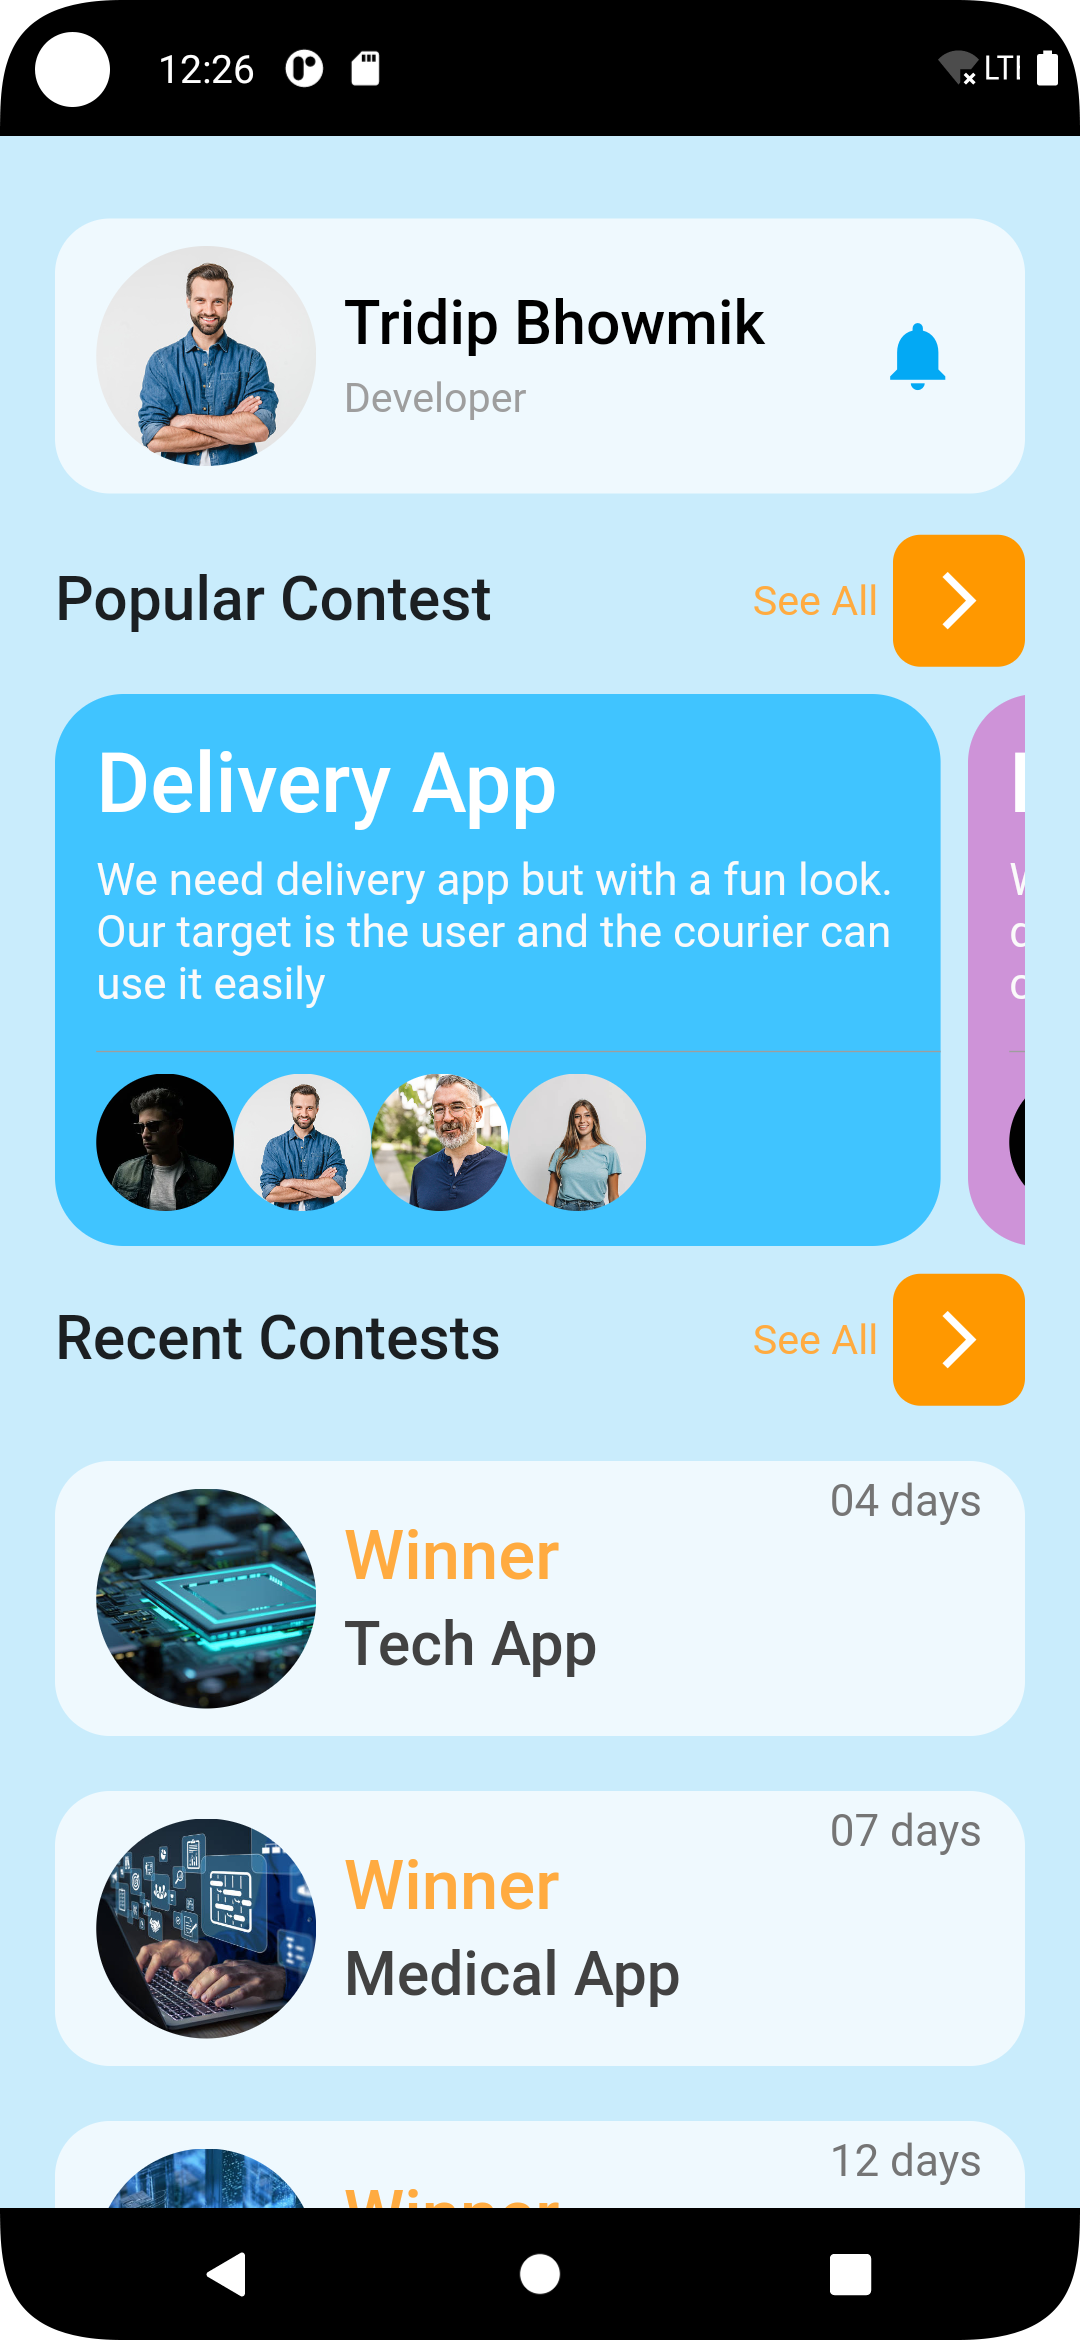 12:26
LTE
Tridip Bhowmik
Developer
Popular Contest
See All
Delivery App
We need delivery app but with a fun look.
Our target is the user and the courier can
use it easily
Recent Contests
See All
04 days
Winner
Tech App
07 days
Winner
Medical App
12 days
Winner